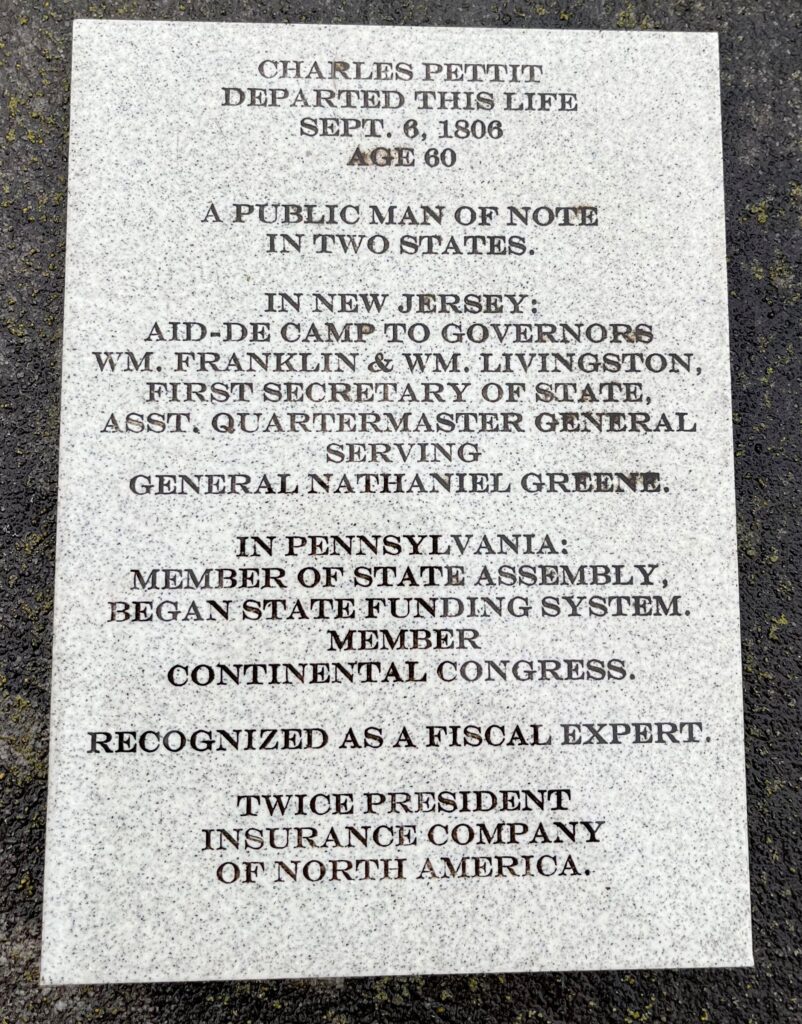 CHARLES PETTIT
DEPARTED THIS LIFE
SEPT. 6, 1806
AGE 60
A PUBLIC MAN OF NOTE
IN TWO STATES.
IN NEW JERSEY:
AID-DE CAMP TO GOVERNORS
WM. FRANKLIN & WM. LIVINGSTON,
FIRST SECRETARY OF STATE,
ASST. QUARTERMASTER GENERAL
SERVING
GENERAL NATHANIEL GREENE.
IN PENNSYLVANIA:
MEMBER OF STATE ASSEMBLY,
BEGAN STATE FUNDING SYSTEM.
MEMBER
CONTINENTAL CONGRESS.
RECOGNIZED AS A FISCAL EXPERT.
TWICE PRESIDENT
INSURANCE COMPANY
OF NORTH AMERICA.